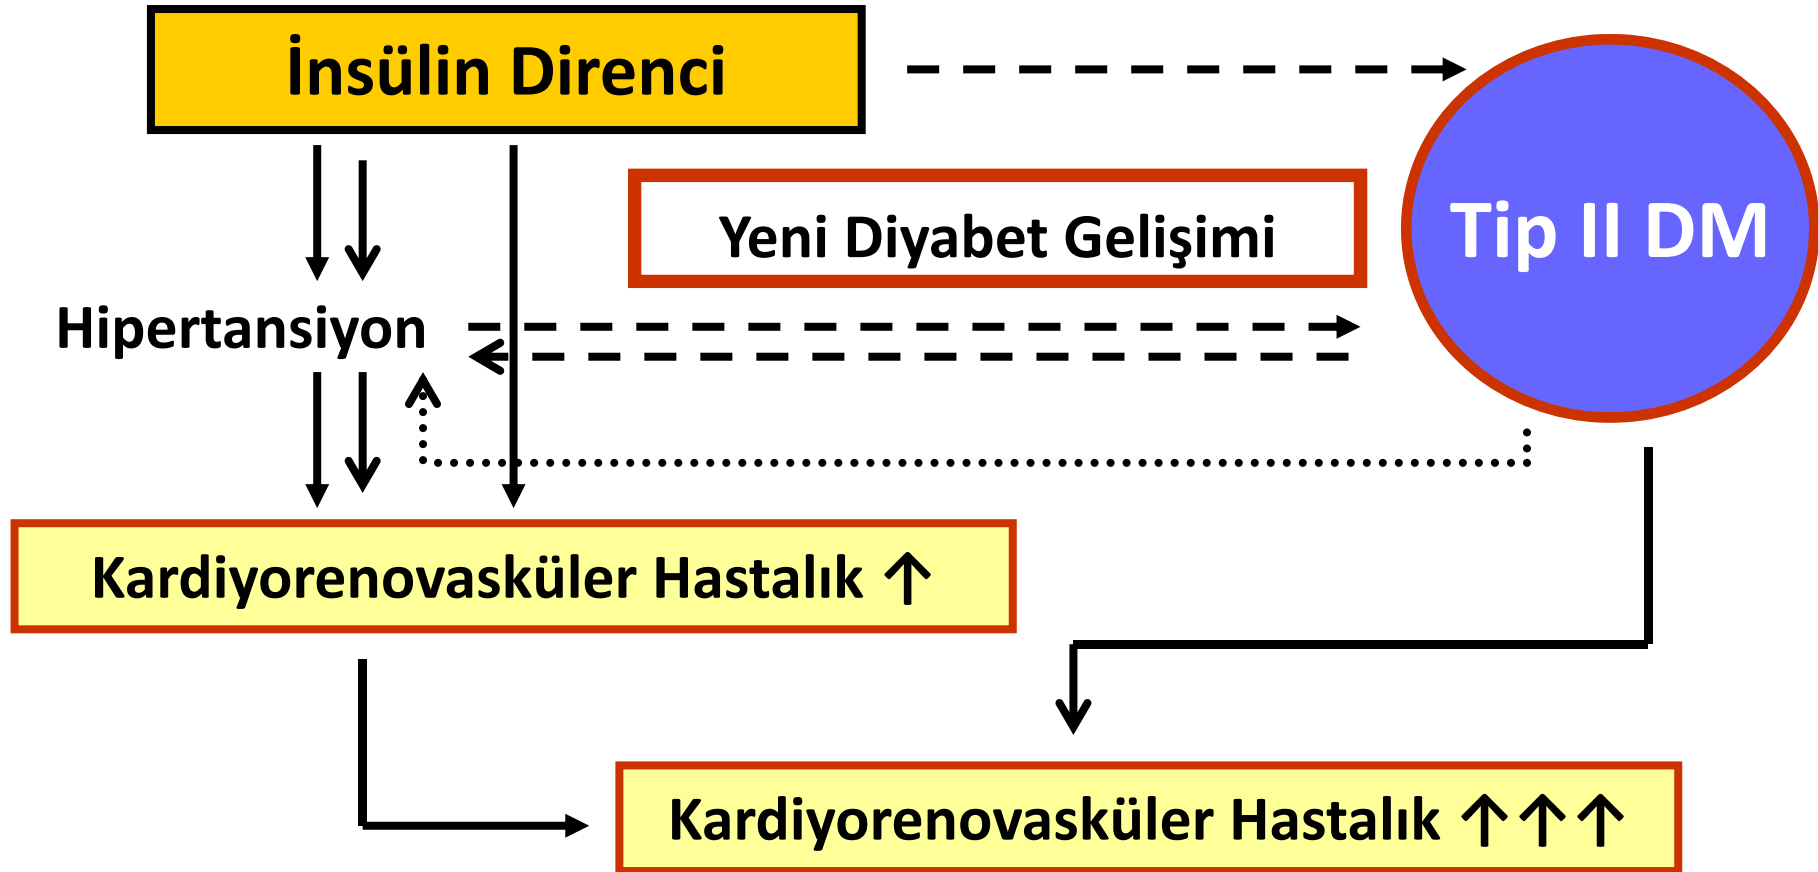 İnsülin Direnci
Yeni Diyabet Gelişimi
Tip II DM
Hipertansiyon
Kardiyorenovasküler Hastalık ↑
Kardiyorenovasküler Hastalık ↑↑↑